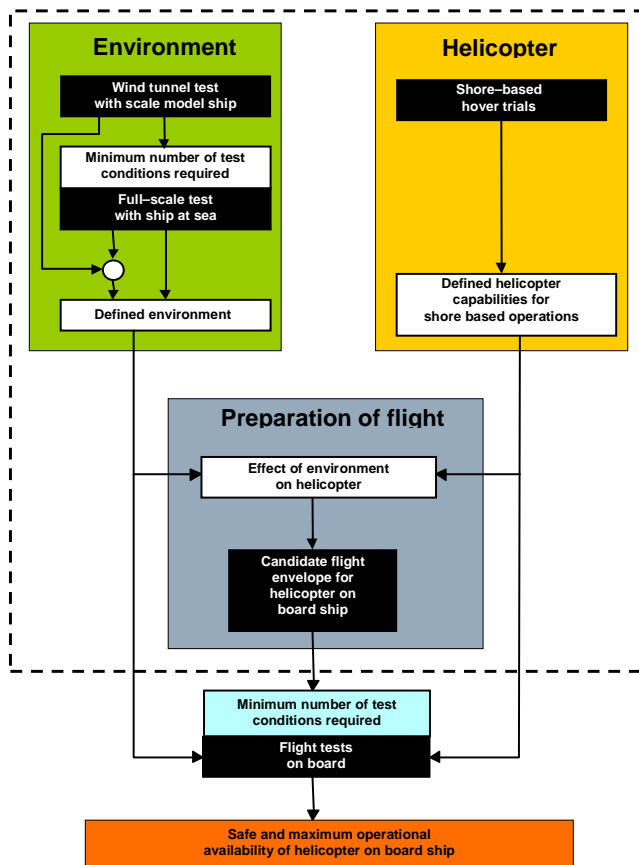 Environment
Wind tunnel test
with scale model ship
Minimum number of test
conditions required
Full–scale test
with ship at sea
Defined environment
Helicopter
Shore–based
hover trials
Defined helicopter
capabilities for
shore based operations
Preparation of flight
Effect of environment
on helicopter
Candidate flight
envelope for
helicopter on
board ship
Minimum number of test
conditions required
Flight tests
on board
Safe and maximum operational
availability of helicopter on board ship